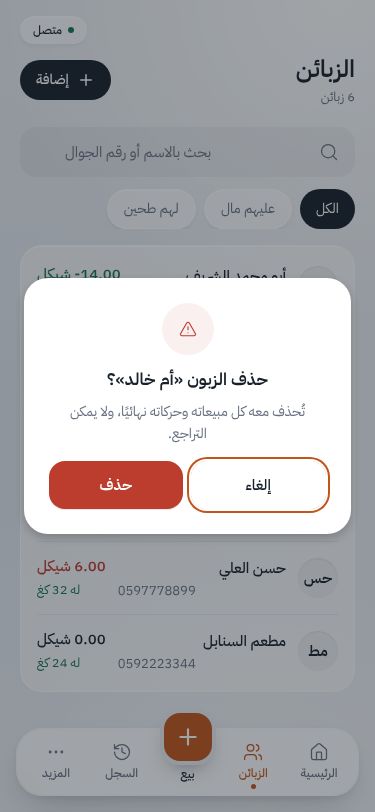 متصل
الزبائن
إضافة
6 زبائن
بحث بالاسم أو رقم الجوال
الكل
عليهم مال
لهم طحين
أبو محمد الشريف
-14.00 شيكل
حذف الزبون «أم خالد»؟
تُحذف معه كل مبيعاته وحركاته نهائيًا، ولا يمكن
التراجع.
إلغاء
حذف
حس
حسن العلي
6.00 شيكل
0597778899
له 32 كغ
مط
مطعم السنابل
0.00 شيكل
0592223344
له 24 كغ
الرئيسية
الزبائن
بيع
السجل
المزيد